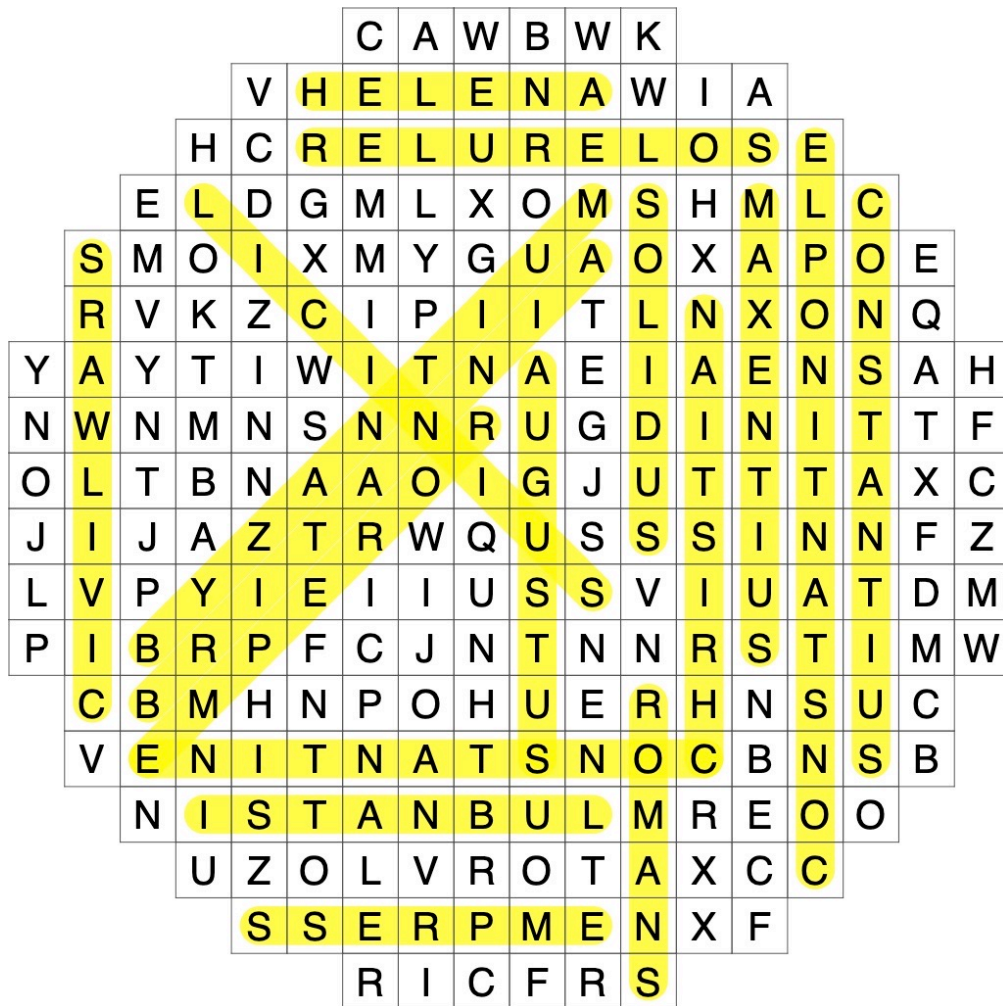 C A W B W K
V H E L E N A W I A
H C R E L U R E L O S E
E L D G M L X O M S H M L C
S M O I X M Y G U A O X A P O E
R V K Z C I P I I T L N X O N Q
Y A Y T I W I T N A E I A E N S A H
N W N M N S N N R U G D I N I T T F
O L T B N A A O I G J U T T T A X C
J I J A Z T R W Q U S S S I N N F Z
L V P Y I E I I U S S V I U A T D M
P I B R P F C J N T N N R S T I M W
C B M H N P O H U E R H N S U C
V E N I T N A T S N O C B N S B
N I S T A N B U L M R E O O
U Z O L V R O T A X C C
S S E R P M E N X F
R I C F R S